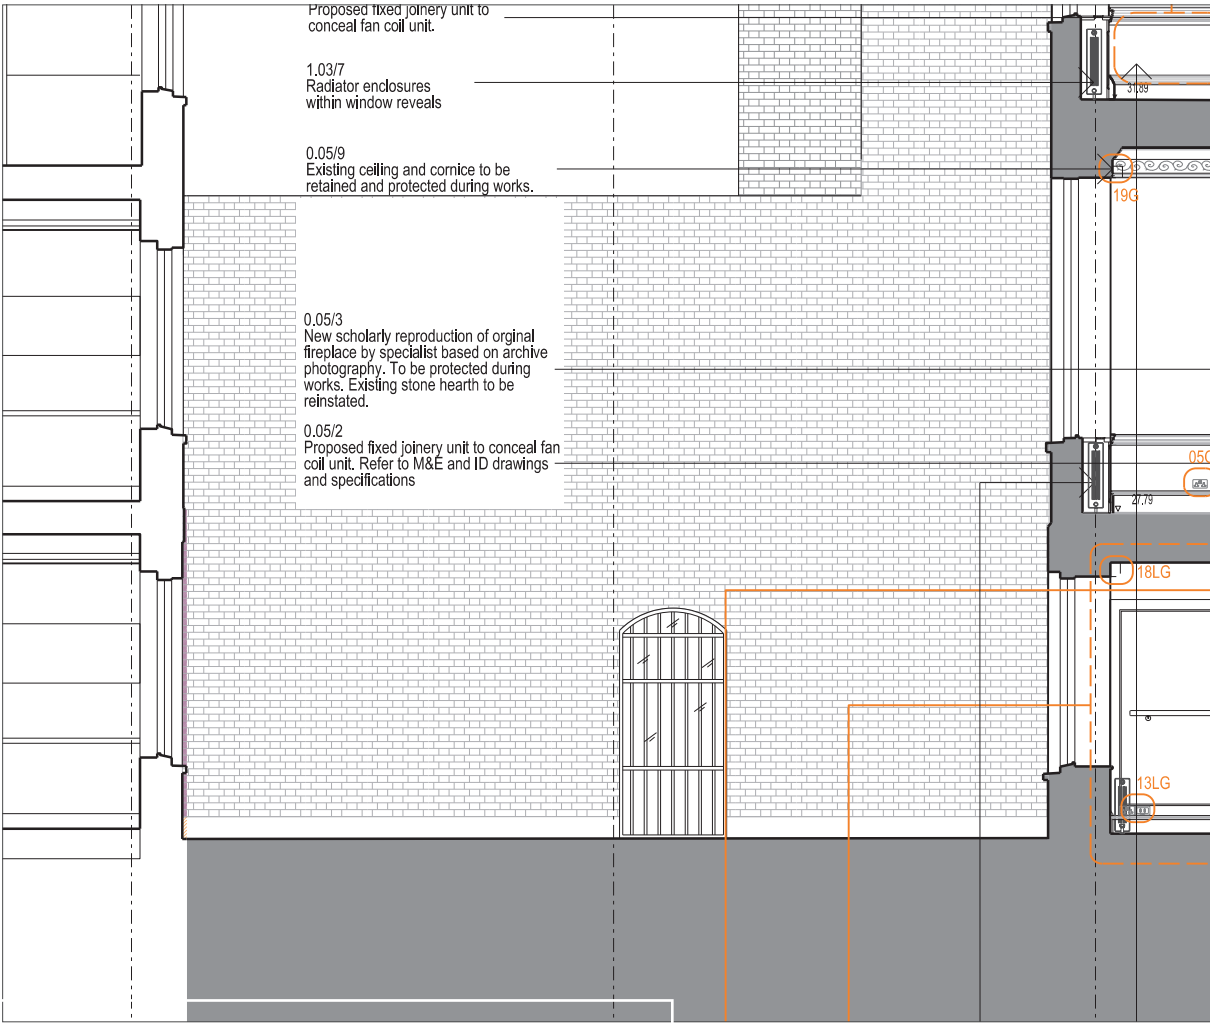 Proposed fixed joinery unit to
conceal fan coil unit.
1.03/7
Radiator enclosures
within window reveals
31.89
0.05/9
Existing ceiling and cornice to be
retained and protected during works.
19G
0.05/3
New scholarly reproduction of orginal
fireplace by specialist based on archive
photography. To be protected during
works. Existing stone hearth to be
reinstated.
0.05/2
Proposed fixed joinery unit to conceal fan
coil unit. Refer to M&E and ID drawings
and specifications
27.79
18LG
13LG